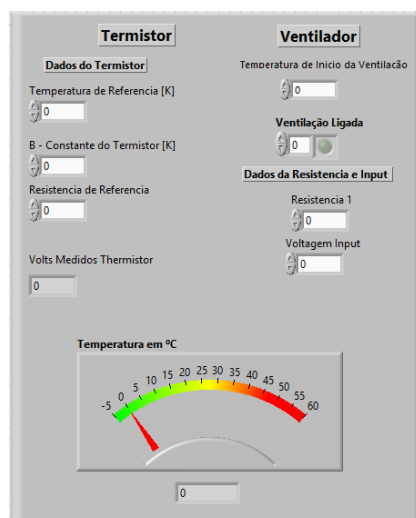 Termistor
Ventilador
Dados do Termistor
Temperatura de Inicio da Ventilacão
Temperatura de Referencia [K]
0
0
Ventilação Ligada
B - Constante do Termistor [K]
0
0
Dados da Resistencia e Input
Resistencia de Referencia
Resistencia 1
0
0
Voltagem Input
Volts Medidos Thermistor
0
0
Temperatura em ºC
-5 0 5 10 15 20 25 30 35 40 45 50 55 60
0